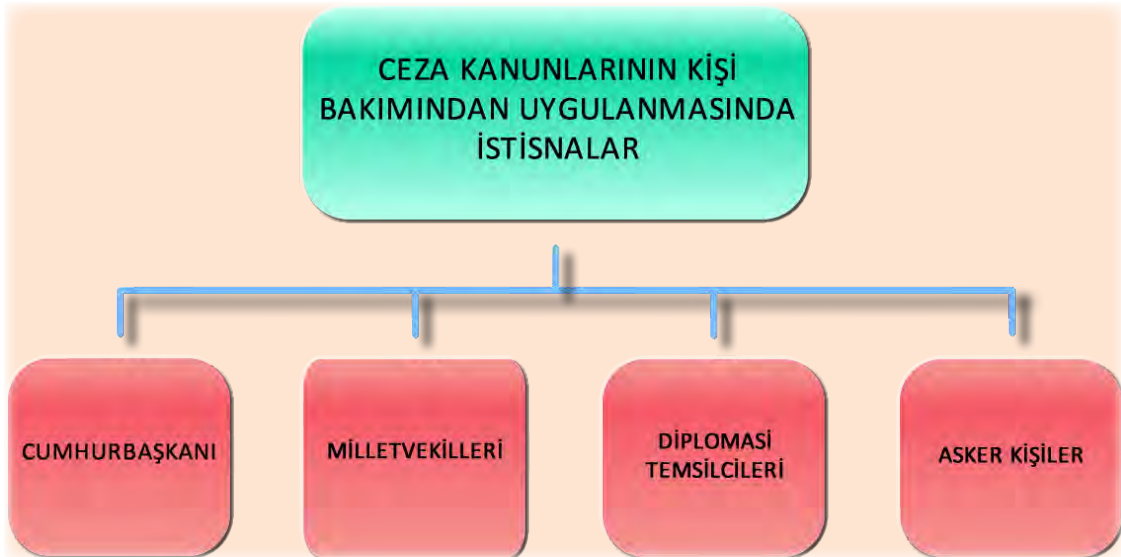 CEZA KANUNLARININ KİŞİ
BAKIMINDAN UYGULANMASINDA
İSTİSNALAR
CUMHURBAŞKANI
MİLLETVEKİLLERİ
DİPLOMASİ
TEMSİLCİLERİ
ASKER KİŞİLER